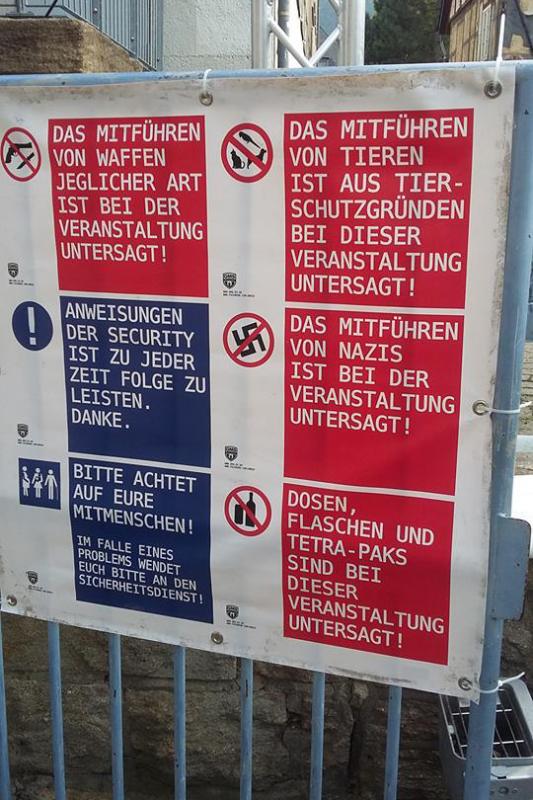 DAS MITFÜHREN
VON WAFFEN
JEGLICHER ART
IST BEI DER
VERANSTALTUNG
UNTERSAGT!
DAS MITFÜHREN
VON TIEREN
IST AUS TIER-
SCHUTZGRÜNDEN
BEI DIESER
VERANSTALTUNG
UNTERSAGT!
ANWEISUNGEN
DER SECURITY
IST ZU JEDER
ZEIT FOLGE ZU
LEISTEN.
DANKE.
DAS MITFÜHREN
VON NAZIS
IST BEI DER
VERANSTALTUNG
UNTERSAGT!
BITTE ACHTET
AUF EURE
MITMENSCHEN!
IM FALLE EINES
PROBLEMS WENDET
EUCH BITTE AN DEN
SICHERHEITSDIENST!
DOSEN,
FLASCHEN UND
TETRA-PAKS
SIND BEI
DIESER
VERANSTALTUNG
UNTERSAGT!